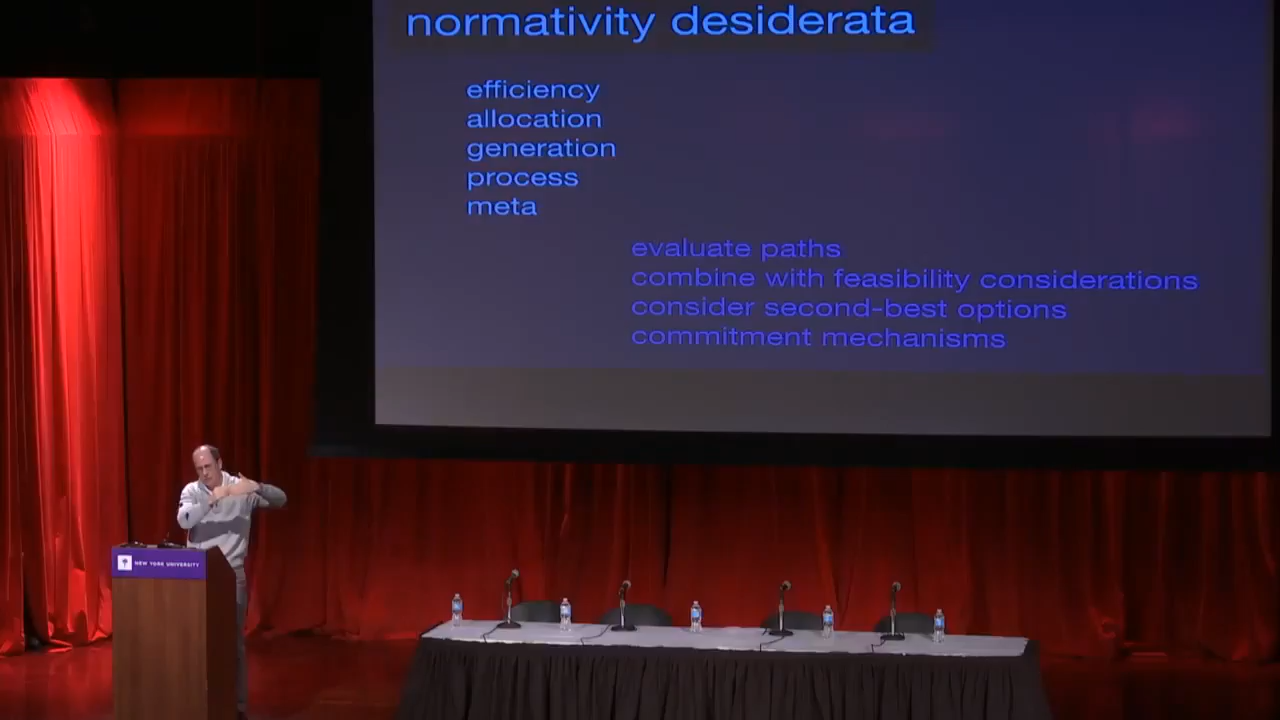 normativity desiderata
efficiency
allocation
generation
process
meta
evaluate paths
combine with feasibility considerations
consider second-best options
commitment mechanisms
NEW YORK UNIVERSITY